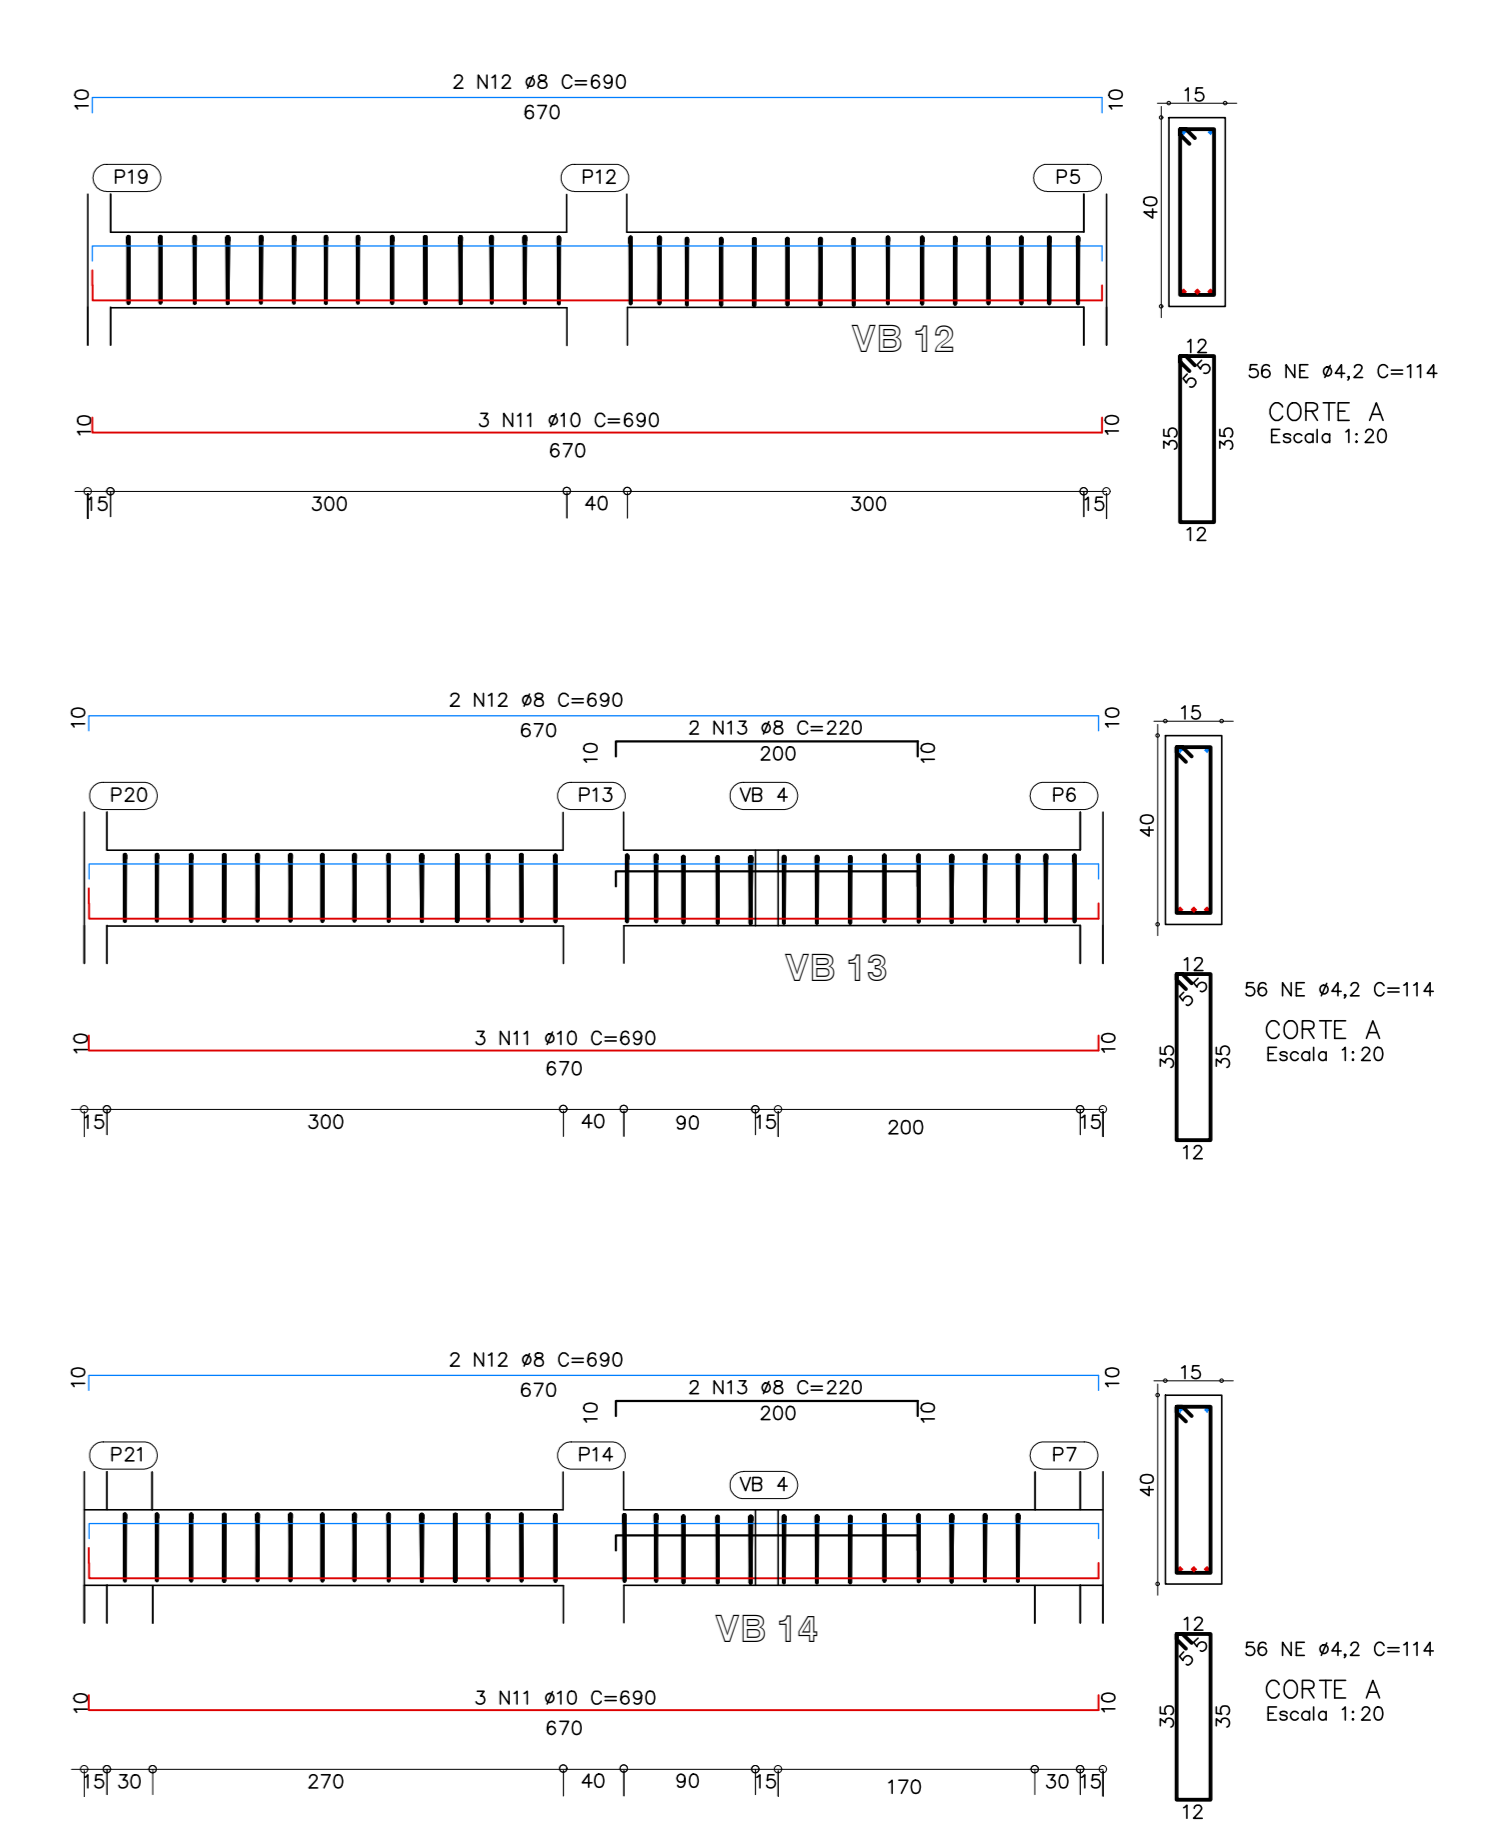 2 N12 ø8 C=690
10 670 10
15
P19 P12 P5
40
VB 12
12
5 5
56 NE ø4,2 C=114
CORTE A
Escala 1:20
35 35
12
3 N11 ø10 C=690
10 670 10
15 300 40 300 15
2 N12 ø8 C=690
10 670 10
2 N13 ø8 C=220
10 200 10
15
P20 P13 VB 4 P6
40
VB 13
12
5 5
56 NE ø4,2 C=114
CORTE A
Escala 1:20
35 35
12
3 N11 ø10 C=690
10 670 10
15 300 40 90 15 200 15
2 N12 ø8 C=690
10 670 10
2 N13 ø8 C=220
10 200 10
15
P21 P14 P7
VB 4
40
VB 14
12
5 5
56 NE ø4,2 C=114
CORTE A
Escala 1:20
35 35
12
3 N11 ø10 C=690
10 670 10
15 30 270 40 90 15 170 30 15